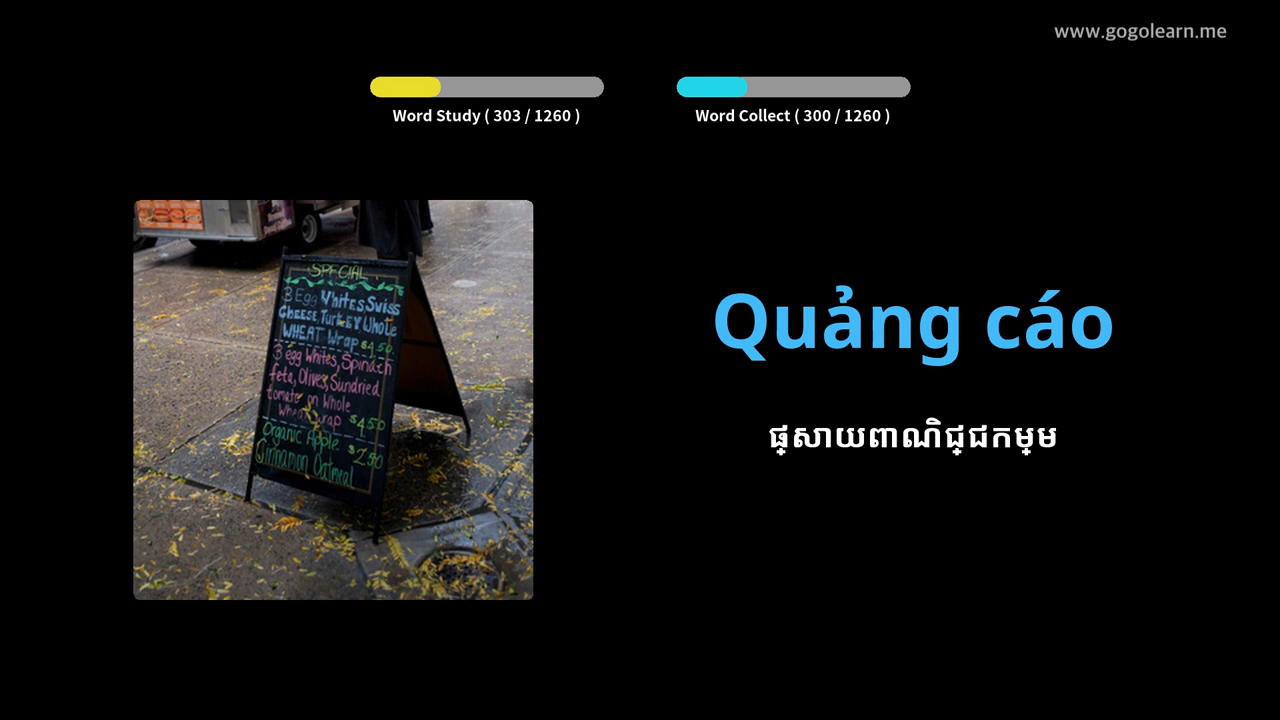 www.gogolearn.me
Word Study ( 303 / 1260 )
Word Collect ( 300 / 1260 )
SPECIAL
3 Egg Whites, Swiss
Cheese, Turkey Whole
WHEAT Wrap $4.50
3 egg Whites, Spinach
feta, Olives, Sundried
tomato on Whole
Wheat Wrap $4.50
Organic Apple
Cinnamon Oatmeal $2.50
Quảng cáo
ផ្សាយពាណិជ្ជកម្ម